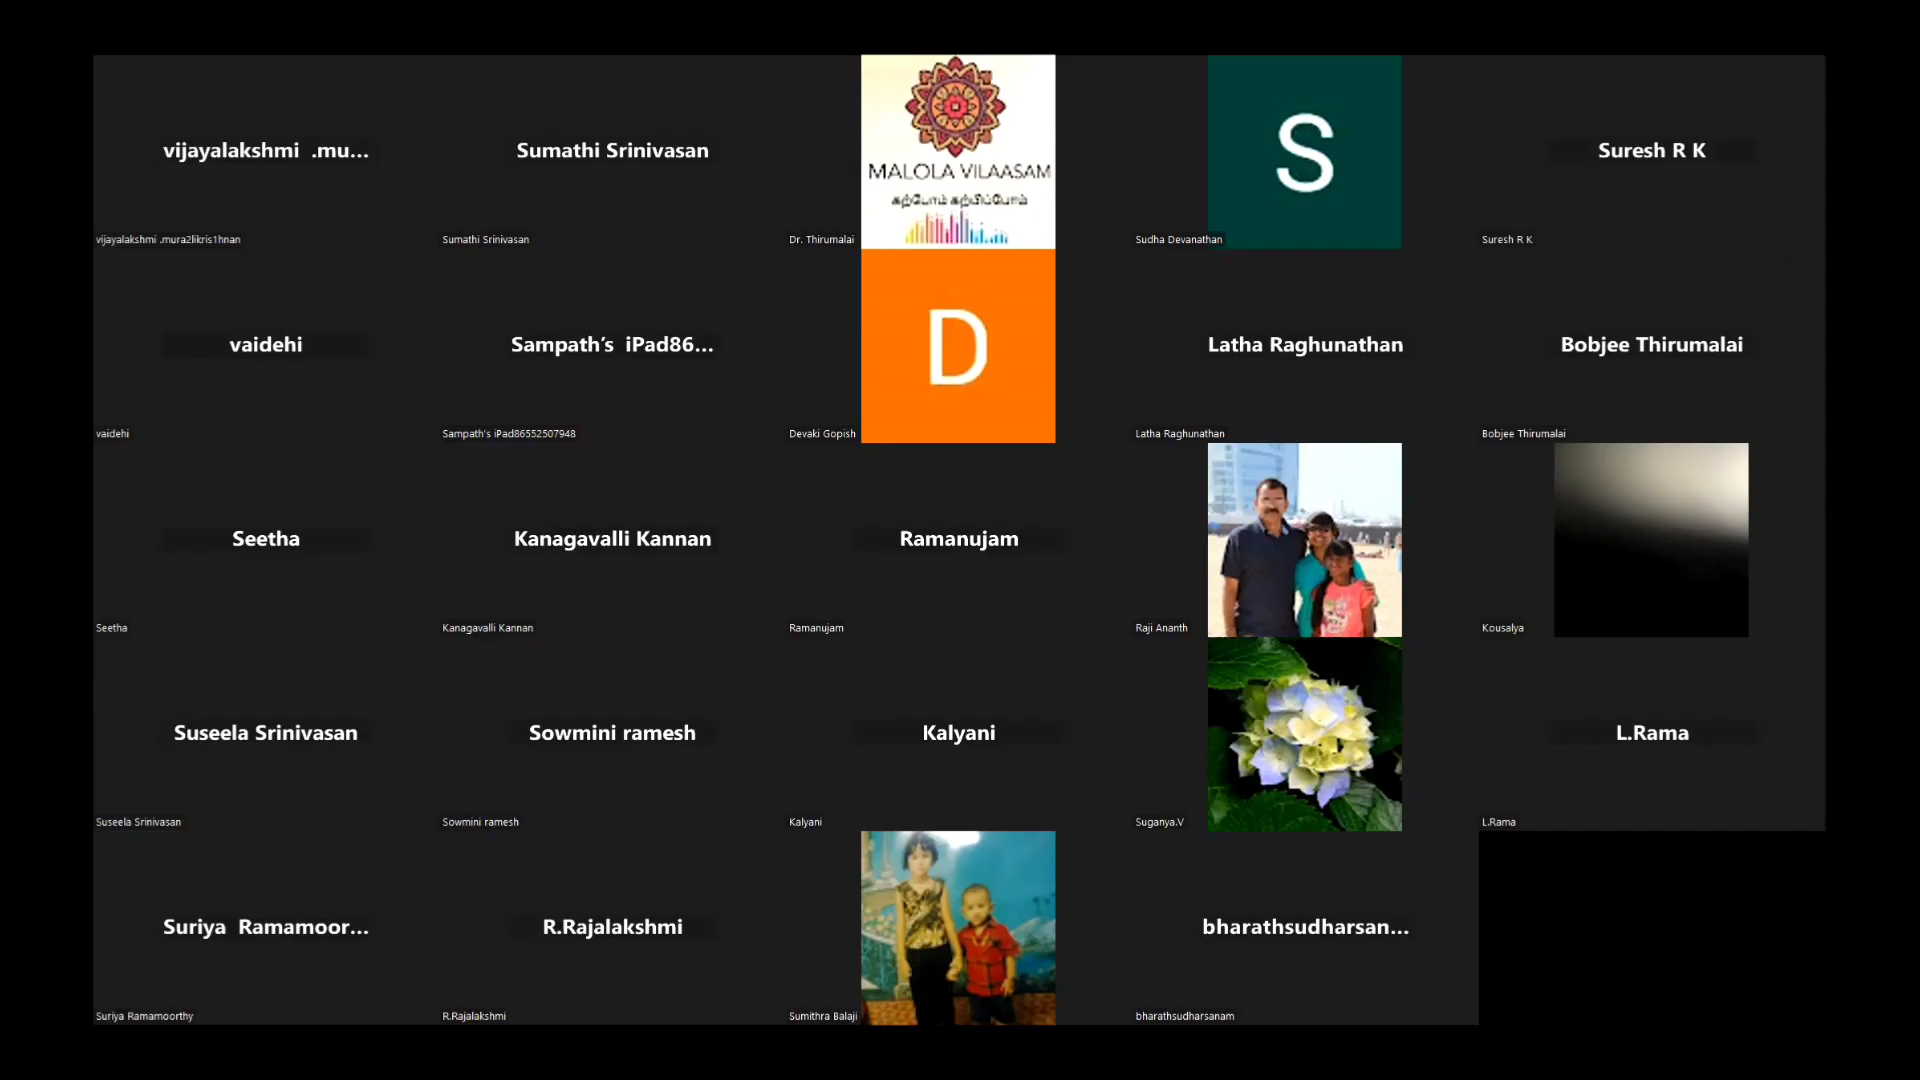 vijayalakshmi .mu...
vijayalakshmi .mura2likris1hnan
Sumathi Srinivasan
Sumathi Srinivasan
MALOLA VILAASAM
கற்போம் கற்பிப்போம்
Dr. Thirumalai
S
Sudha Devanathan
Suresh R K
Suresh R K
vaidehi
vaidehi
Sampath’s iPad86...
Sampath's iPad86552507948
D
Devaki Gopish
Latha Raghunathan
Latha Raghunathan
Bobjee Thirumalai
Bobjee Thirumalai
Seetha
Seetha
Kanagavalli Kannan
Kanagavalli Kannan
Ramanujam
Ramanujam
Raji Ananth
Kousalya
Suseela Srinivasan
Suseela Srinivasan
Sowmini ramesh
Sowmini ramesh
Kalyani
Kalyani
Suganya.V
L.Rama
L.Rama
Suriya Ramamoor...
Suriya Ramamoorthy
R.Rajalakshmi
R.Rajalakshmi
Sumithra Balaji
bharathsudharsan...
bharathsudharsanam